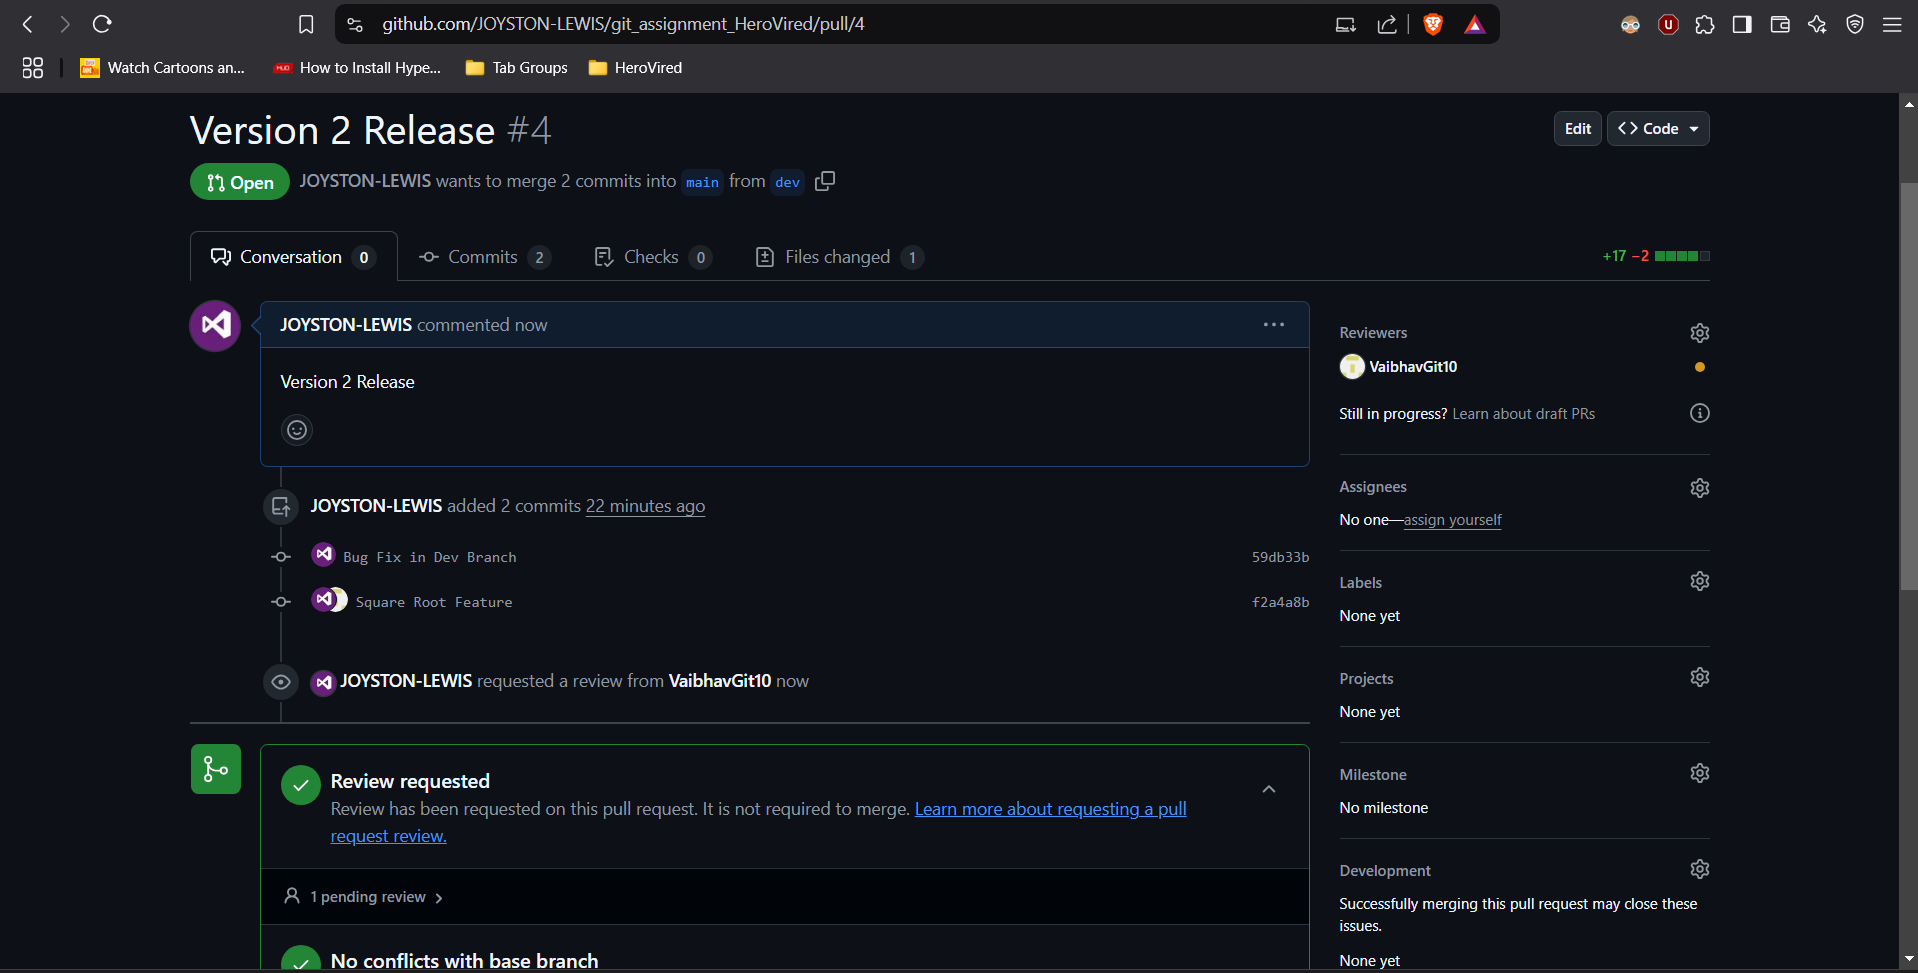 github.com/JOYSTON-LEWIS/git_assignment_HeroVired/pull/4
Watch Cartoons an... How to Install Hype... Tab Groups HeroVired
Version 2 Release #4
Edit <> Code
Open JOYSTON-LEWIS wants to merge 2 commits into main from dev
Conversation 0 Commits 2 Checks 0 Files changed 1 +17 −2
JOYSTON-LEWIS commented now
Version 2 Release
JOYSTON-LEWIS added 2 commits 22 minutes ago
Bug Fix in Dev Branch 59db33b
Square Root Feature f2a4a8b
JOYSTON-LEWIS requested a review from VaibhavGit10 now
Review requested
Review has been requested on this pull request. It is not required to merge. Learn more about requesting a pull
request review.
1 pending review
No conflicts with base branch
Reviewers
VaibhavGit10
Still in progress? Learn about draft PRs
Assignees
No one—assign yourself
Labels
None yet
Projects
None yet
Milestone
No milestone
Development
Successfully merging this pull request may close these
issues.
None yet